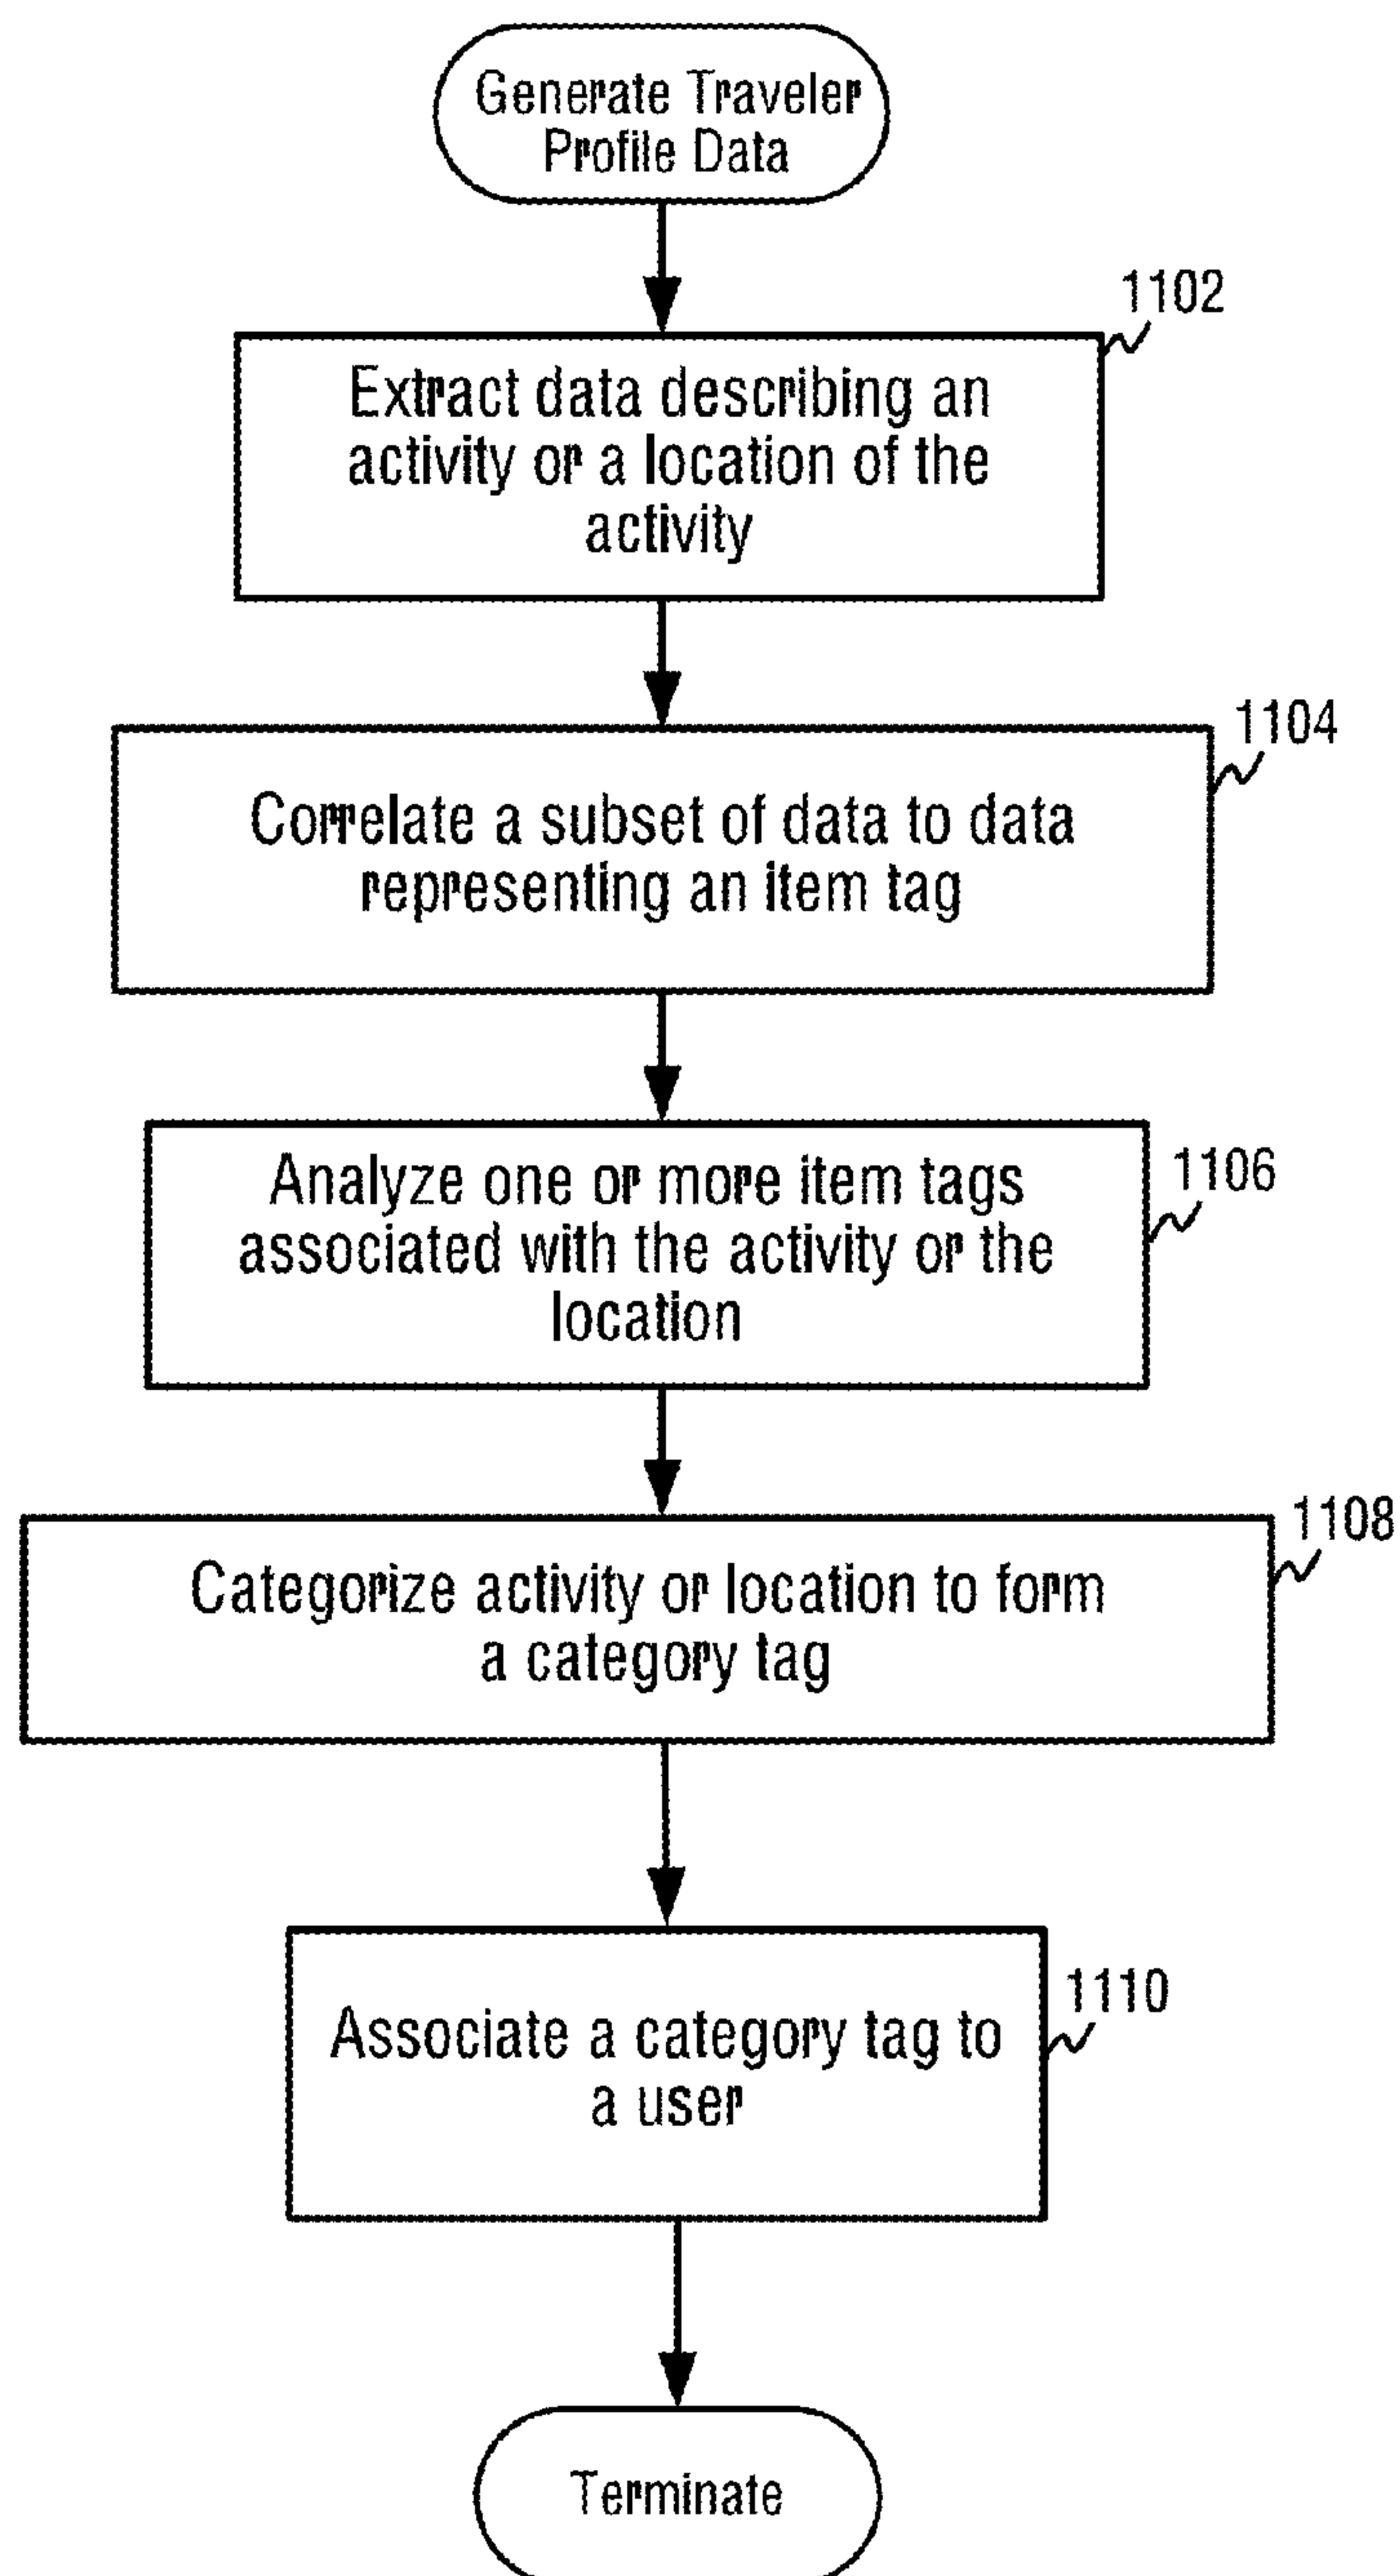 Generate Traveler
Profile Data
1102
Extract data describing an
activity or a location of the
activity
1104
Correlate a subset of data to data
representing an item tag
1106
Analyze one or more item tags
associated with the activity or the
location
1108
Categorize activity or location to form
a category tag
1110
Associate a category tag to
a user
Terminate